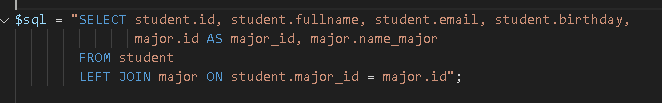 $sql = "SELECT student.id, student.fullname, student.email, student.birthday,
major.id AS major_id, major.name_major
FROM student
LEFT JOIN major ON student.major_id = major.id";